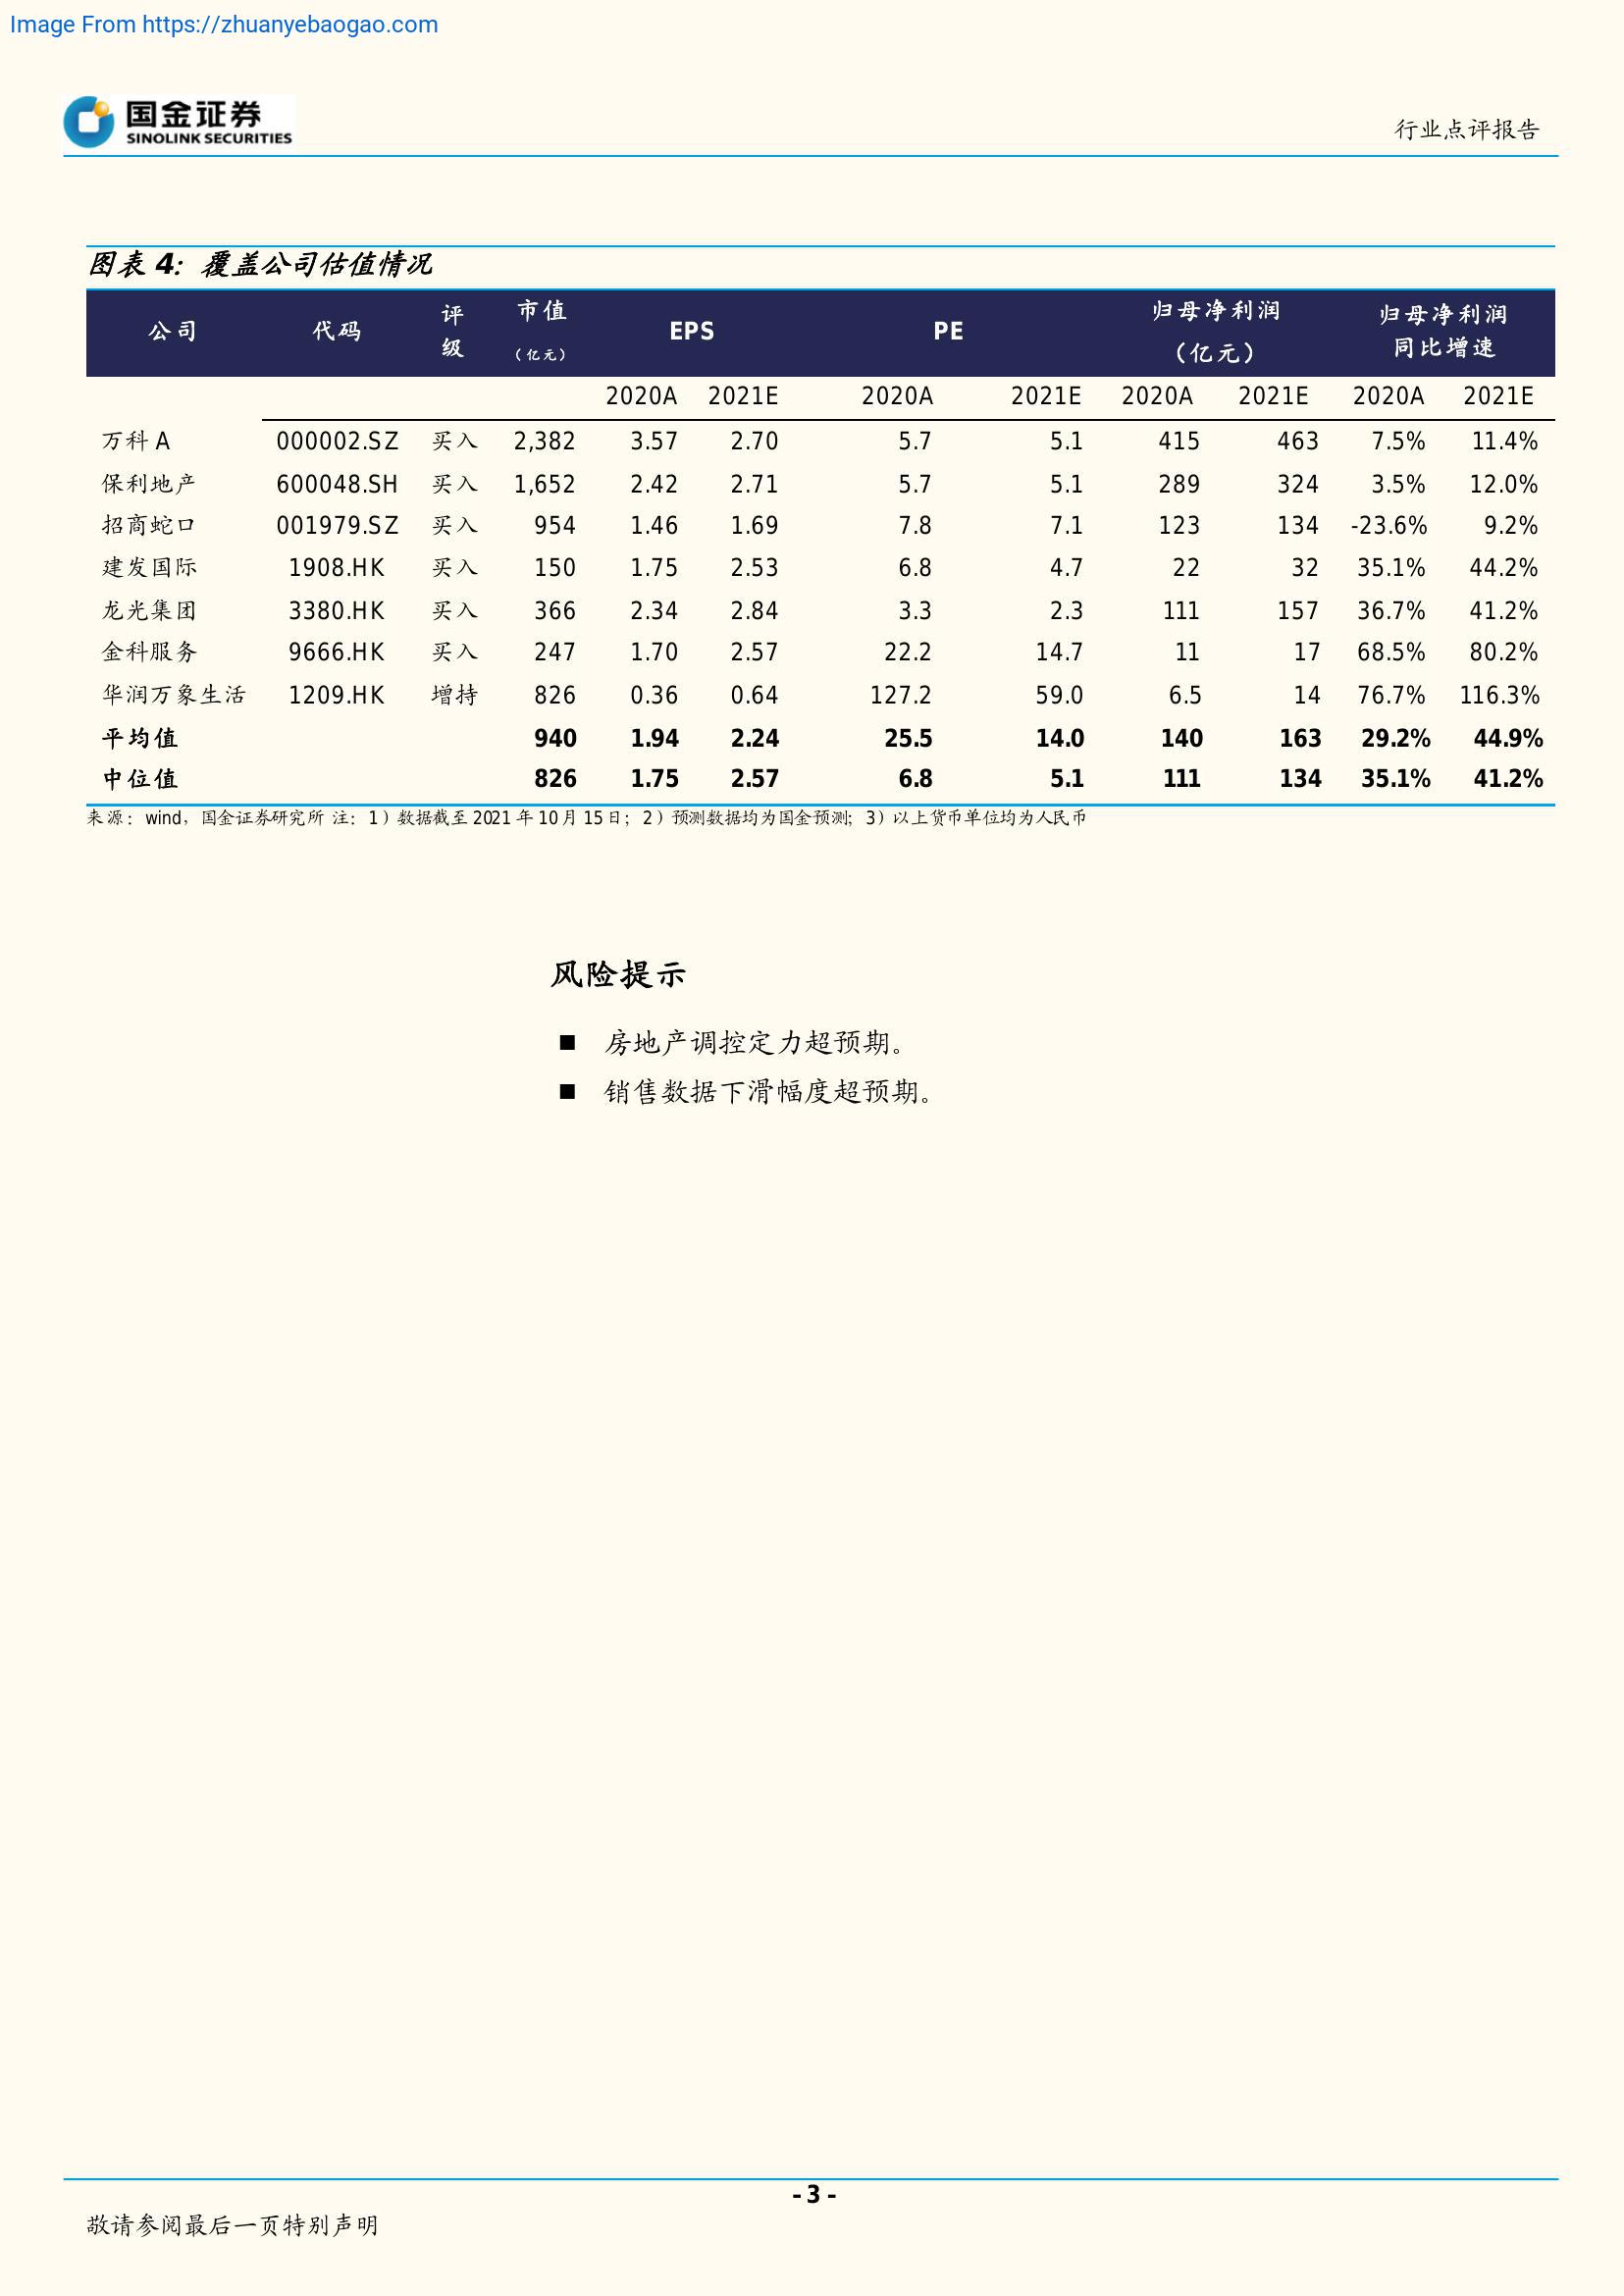 Image From https://zhuanyebaogao.com
国金证券
SINOLINK SECURITIES
行业点评报告
图表 4：覆盖公司估值情况
公司 代码 评级 市值（亿元） EPS PE 归母净利润（亿元） 归母净利润同比增速
2020A 2021E 2020A 2021E 2020A 2021E 2020A 2021E
万科 A 000002.SZ 买入 2,382 3.57 2.70 5.7 5.1 415 463 7.5% 11.4%
保利地产 600048.SH 买入 1,652 2.42 2.71 5.7 5.1 289 324 3.5% 12.0%
招商蛇口 001979.SZ 买入 954 1.46 1.69 7.8 7.1 123 134 -23.6% 9.2%
建发国际 1908.HK 买入 150 1.75 2.53 6.8 4.7 22 32 35.1% 44.2%
龙光集团 3380.HK 买入 366 2.34 2.84 3.3 2.3 111 157 36.7% 41.2%
金科服务 9666.HK 买入 247 1.70 2.57 22.2 14.7 11 17 68.5% 80.2%
华润万象生活 1209.HK 增持 826 0.36 0.64 127.2 59.0 6.5 14 76.7% 116.3%
平均值 940 1.94 2.24 25.5 14.0 140 163 29.2% 44.9%
中位值 826 1.75 2.57 6.8 5.1 111 134 35.1% 41.2%
来源：wind，国金证券研究所 注：1）数据截至 2021 年 10 月 15 日；2）预测数据均为国金预测；3）以上货币单位均为人民币
风险提示
■ 房地产调控定力超预期。
■ 销售数据下滑幅度超预期。
- 3 -
敬请参阅最后一页特别声明